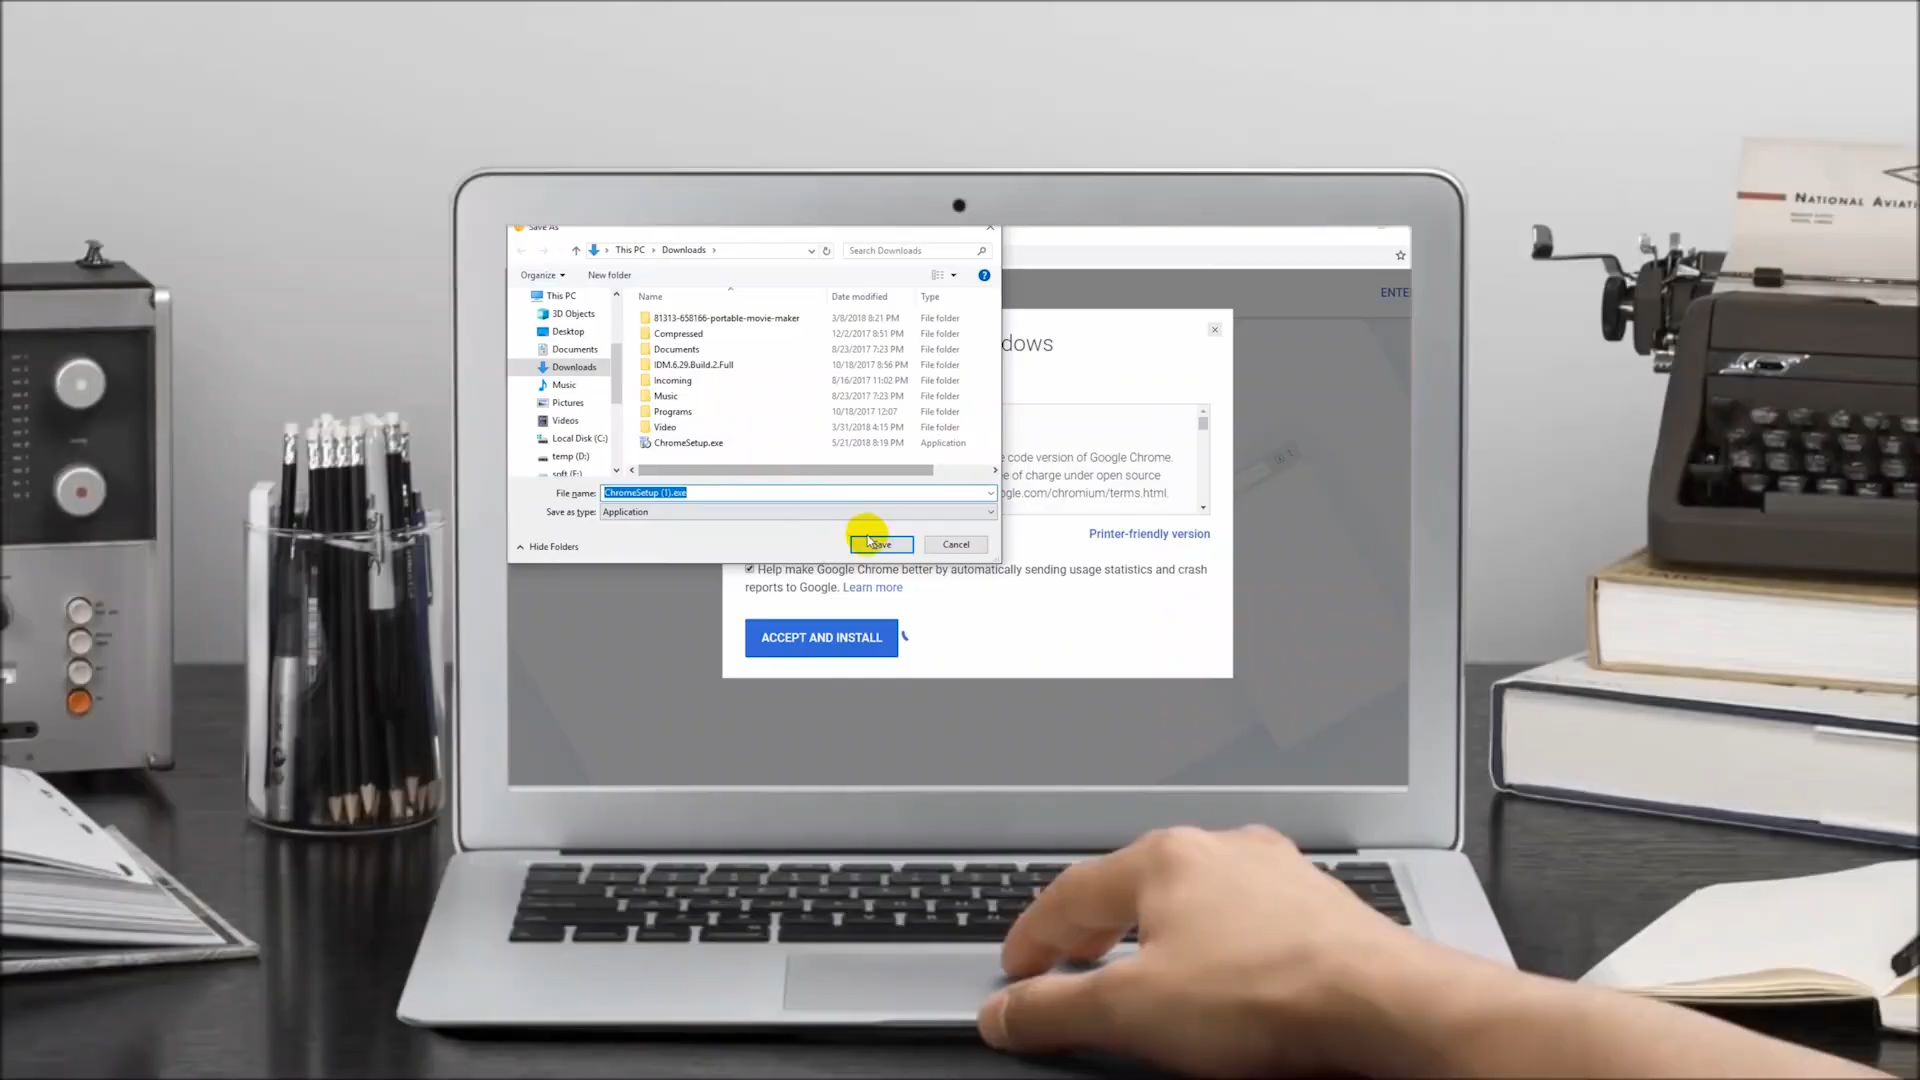 Save As
This PC > Downloads >
Search Downloads
Organize
New folder
This PC
3D Objects
Desktop
Documents
Downloads
Music
Pictures
Videos
Local Disk (C:)
temp (D:)
soft (E:)
Name Date modified Type
81313-658166-portable-movie-maker 3/8/2018 8:21 PM File folder
Compressed 12/2/2017 8:51 PM File folder
Documents 8/23/2017 7:23 PM File folder
IDM.6.29.Build.2.Full 10/18/2017 8:56 PM File folder
Incoming 8/16/2017 11:02 PM File folder
Music 8/23/2017 7:23 PM File folder
Programs 10/18/2017 12:07 File folder
Video 3/31/2018 4:15 PM File folder
ChromeSetup.exe 5/21/2018 8:19 PM Application
File name: ChromeSetup (1).exe
Save as type: Application
Hide Folders
Save
Cancel
ENTE
dows
e code version of Google Chrome.
e of charge under open source
gle.com/chromium/terms.html.
Printer-friendly version
Help make Google Chrome better by automatically sending usage statistics and crash
reports to Google. Learn more
ACCEPT AND INSTALL
NATIONAL AVIATI